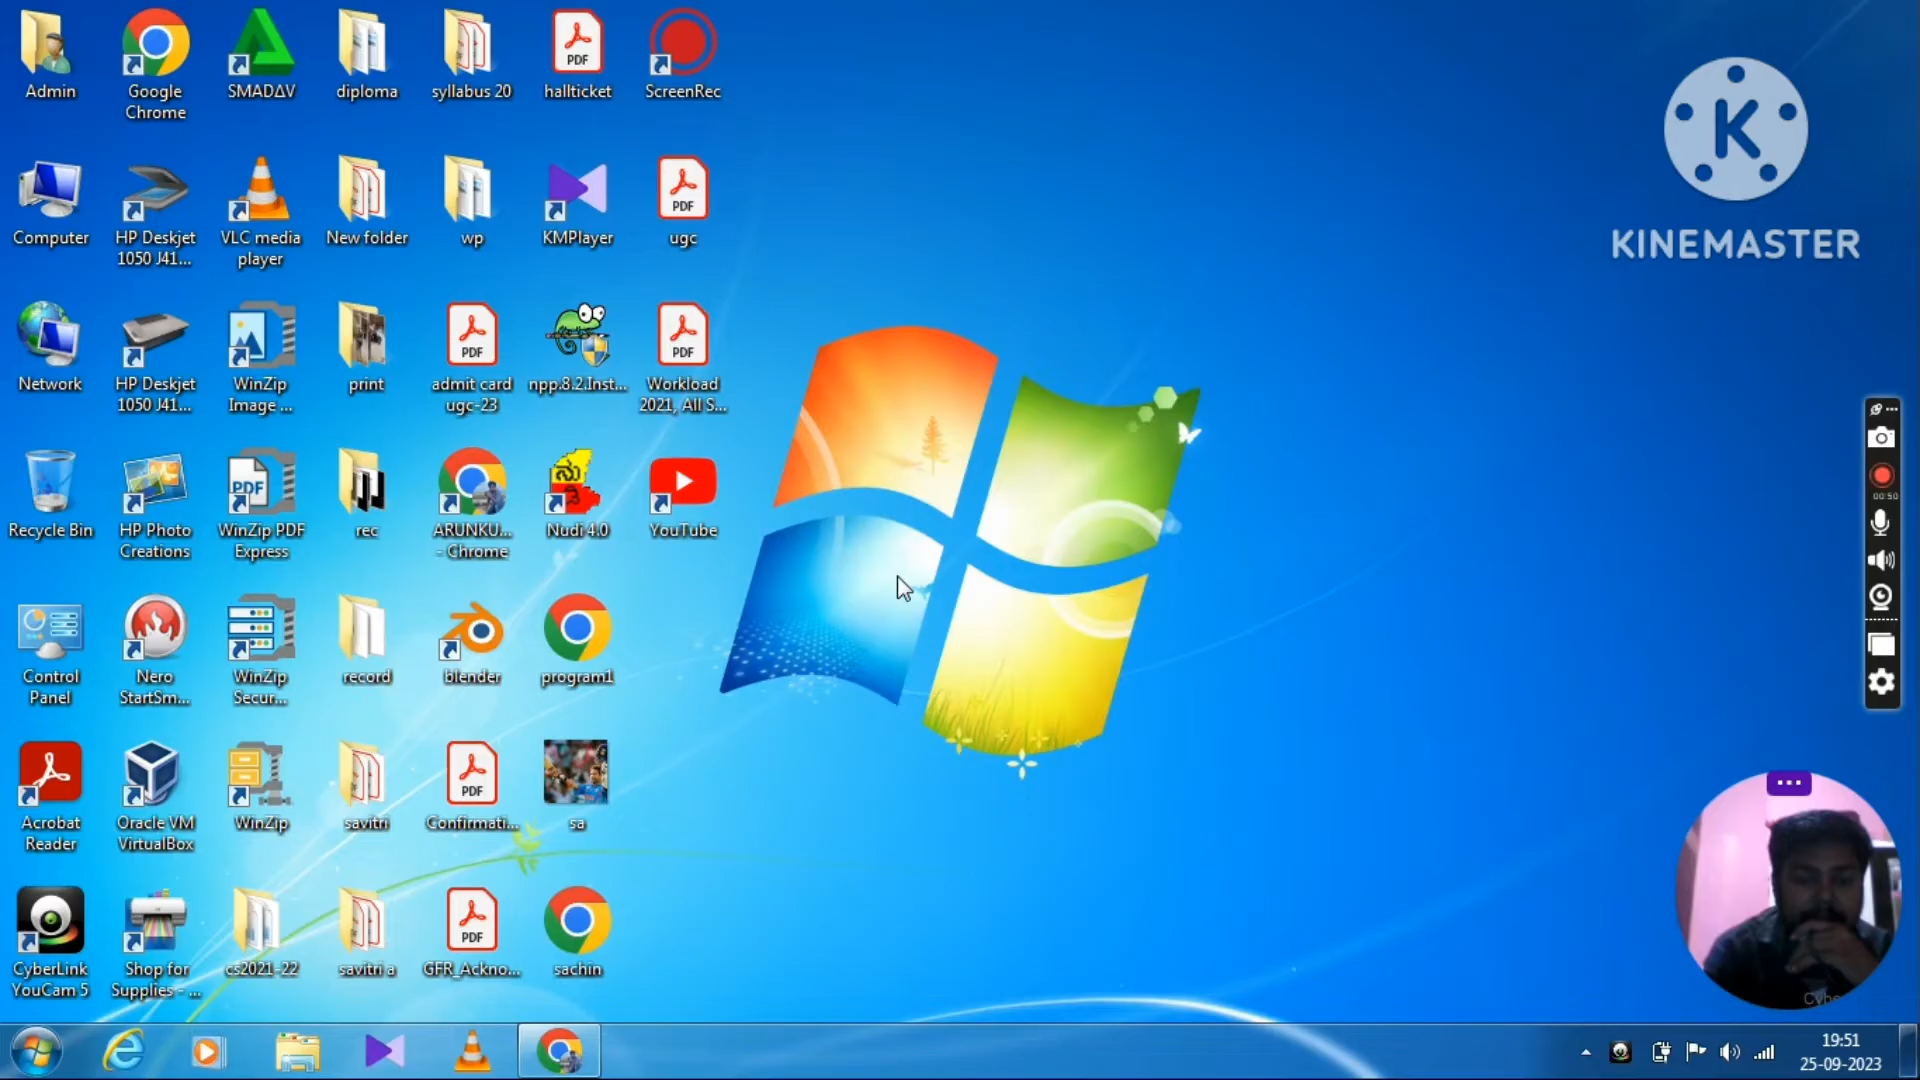 Admin
Google
Chrome
SMADΔV
diploma
syllabus 20
PDF
hallticket
ScreenRec
Computer
HP Deskjet
1050 J41...
VLC media
player
New folder
wp
KMPlayer
PDF
ugc
K
KINEMASTER
Network
HP Deskjet
1050 J41...
WinZip
Image ...
print
PDF
admit card
ugc-23
npp.8.2.Inst...
PDF
Workload
2021, All S...
Recycle Bin
HP Photo
Creations
PDF
WinZip PDF
Express
rec
ARUNKU...
- Chrome
ನುಡಿ
Nudi 4.0
YouTube
00:50
Control
Panel
Nero
StartSm...
WinZip
Secur...
record
blender
program1
Acrobat
Reader
Oracle VM
VirtualBox
WinZip
savitri
PDF
Confirmati...
sa
CyberLink
YouCam 5
Shop for
Supplies - ...
cs2021-22
savitri a
PDF
GFR_Ackno...
sachin
19:51
25-09-2023